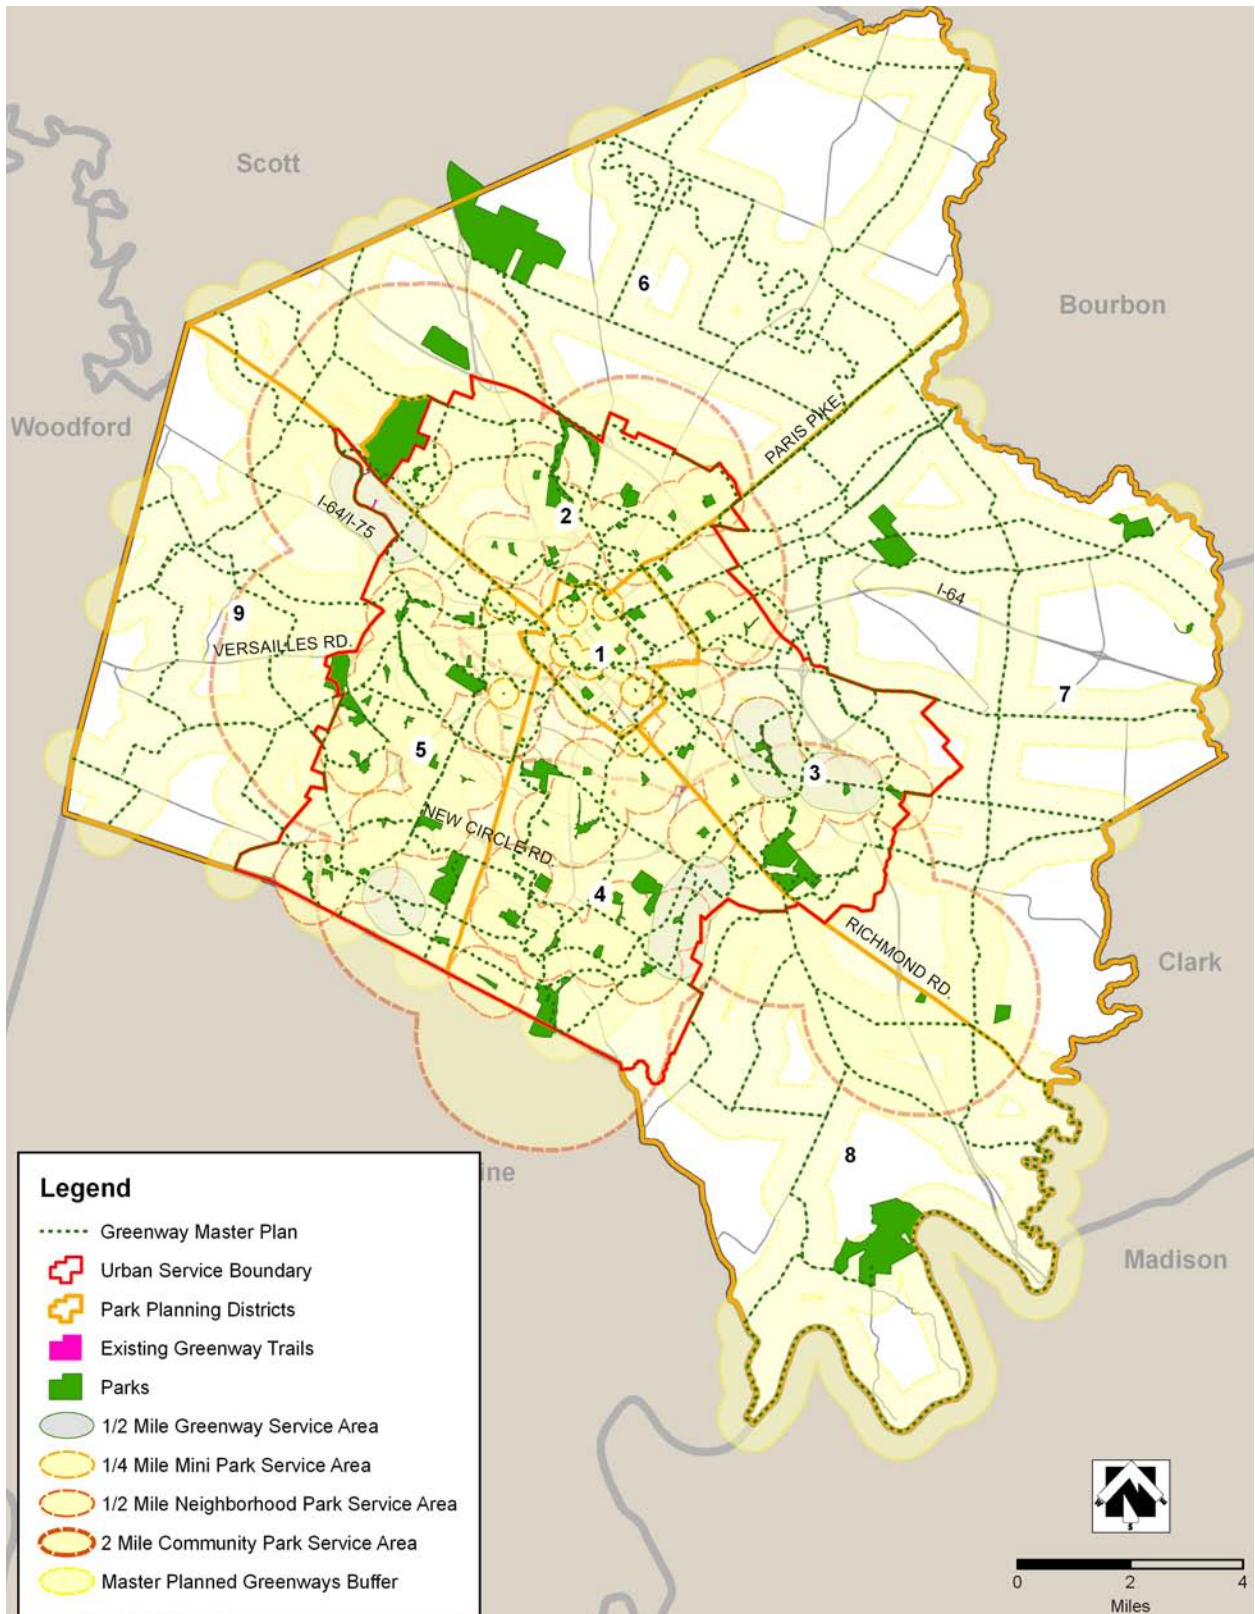 Scott
Bourbon
6
Woodford
PARIS PIKE
2
I-64/I-75
I-64
9
VERSAILLES RD.
1
7
5
3
NEW CIRCLE RD.
4
RICHMOND RD.
Clark
8
ine
Madison
Legend
Greenway Master Plan
Urban Service Boundary
Park Planning Districts
Existing Greenway Trails
Parks
1/2 Mile Greenway Service Area
1/4 Mile Mini Park Service Area
1/2 Mile Neighborhood Park Service Area
2 Mile Community Park Service Area
Master Planned Greenways Buffer
N
S
0 2 4
Miles